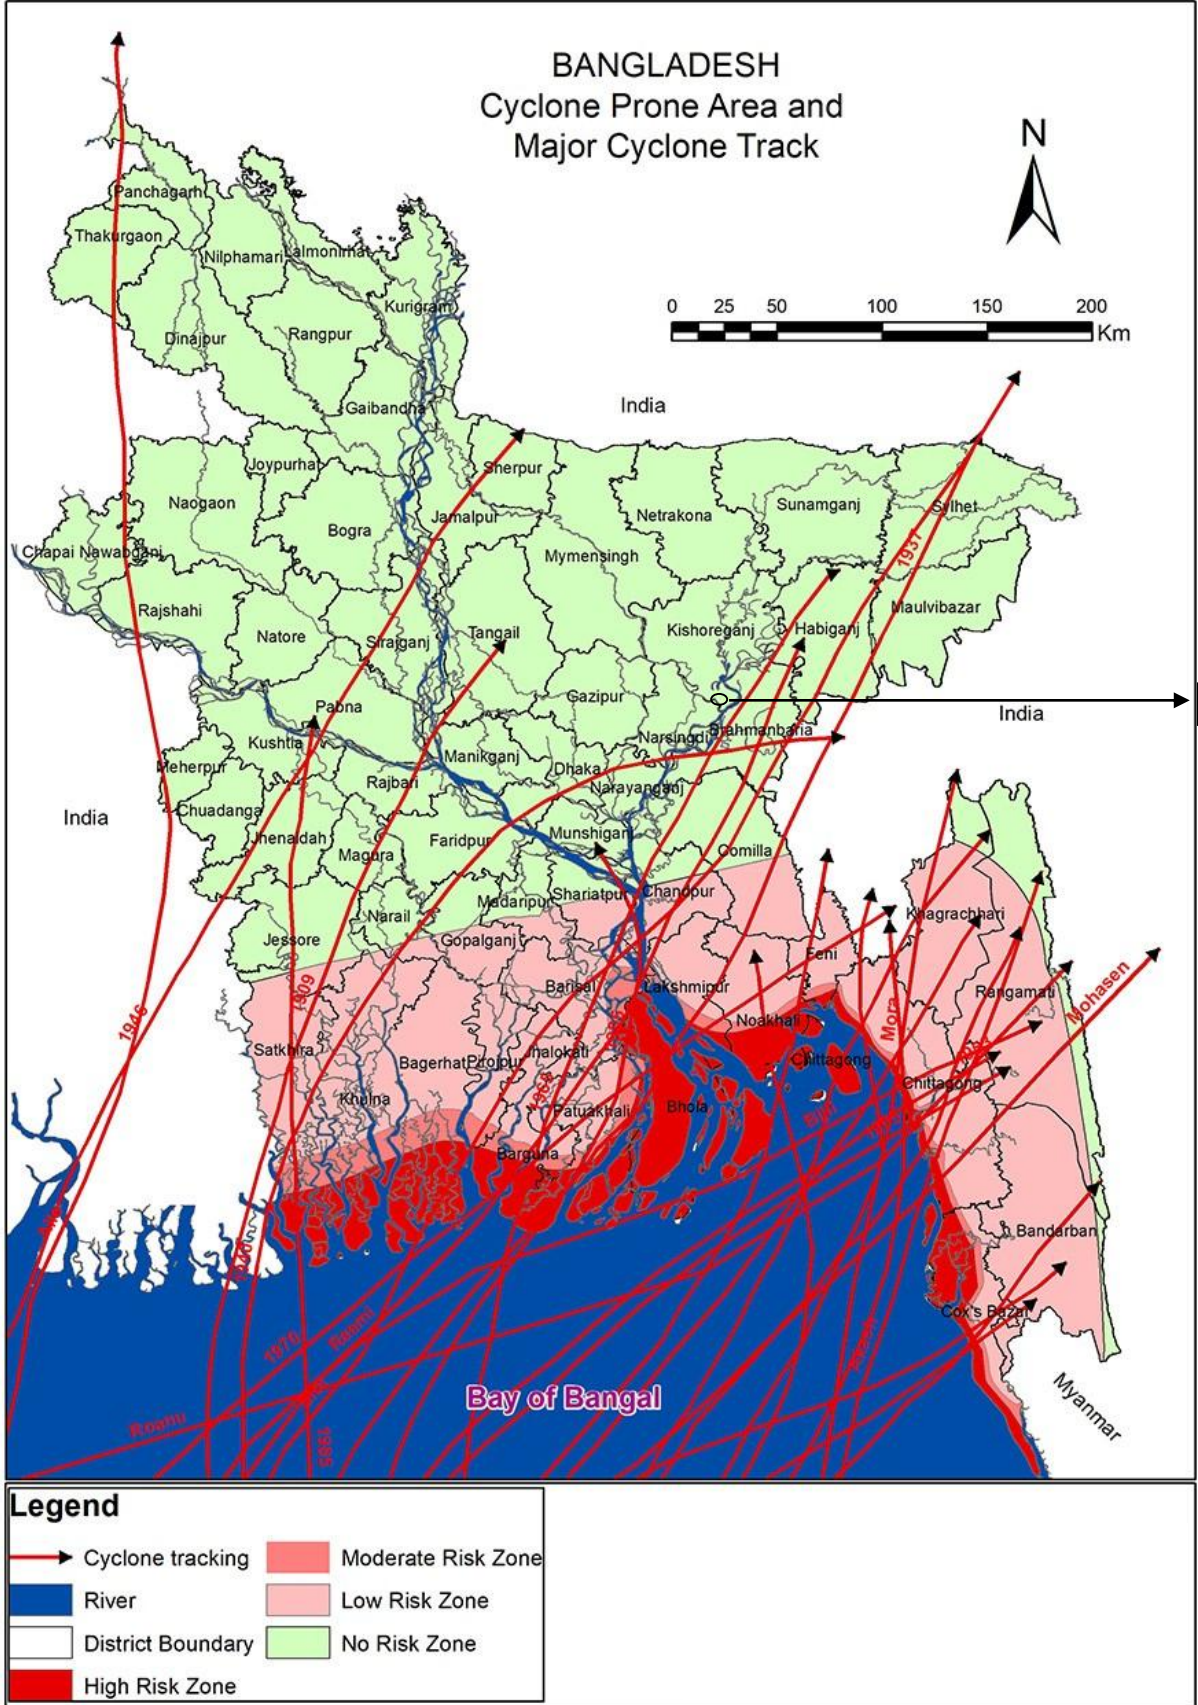 BANGLADESH
Cyclone Prone Area and
Major Cyclone Track
N
0 25 50 100 150 200
Km
Panchagarh
Thakurgaon
Nilphamari
Lalmonirhat
Kurigram
Dinajpur
Rangpur
Gaibandha
India
Joypurhat
Sherpur
Naogaon
Sunamganj
Sylhet
Bogra
Jamalpur
Netrakona
1937
Chapai Nawabganj
Mymensingh
Rajshahi
Maulvibazar
Natore
Sirajganj
Tangail
Kishoreganj
Habiganj
Gazipur
Pabna
India
Kushtia
Narsingdi
Brahmanbaria
Meherpur
Manikganj
Dhaka
Rajbari
Narayanganj
Chuadanga
India
Jhenaidah
Faridpur
Munshiganj
Magura
Comilla
Shariatpur
Chandpur
Madaripur
Narail
Khagrachhari
Jessore
Gopalganj
Feni
Barisal
Lakshmipur
Rangamati
Mohasen
1909
1946
Noakhali
Mora
Satkhira
Bagerhat
Pirojpur
Jhalokati
Chittagong
Chittagong
Khulna
Patuakhali
Bhola
Barguna
Bandarban
Cox's Bazar
1970
Rashmi
Akash
Bay of Bangal
Myanmar
Roanu
1985
Legend
Cyclone tracking
Moderate Risk Zone
River
Low Risk Zone
District Boundary
No Risk Zone
High Risk Zone